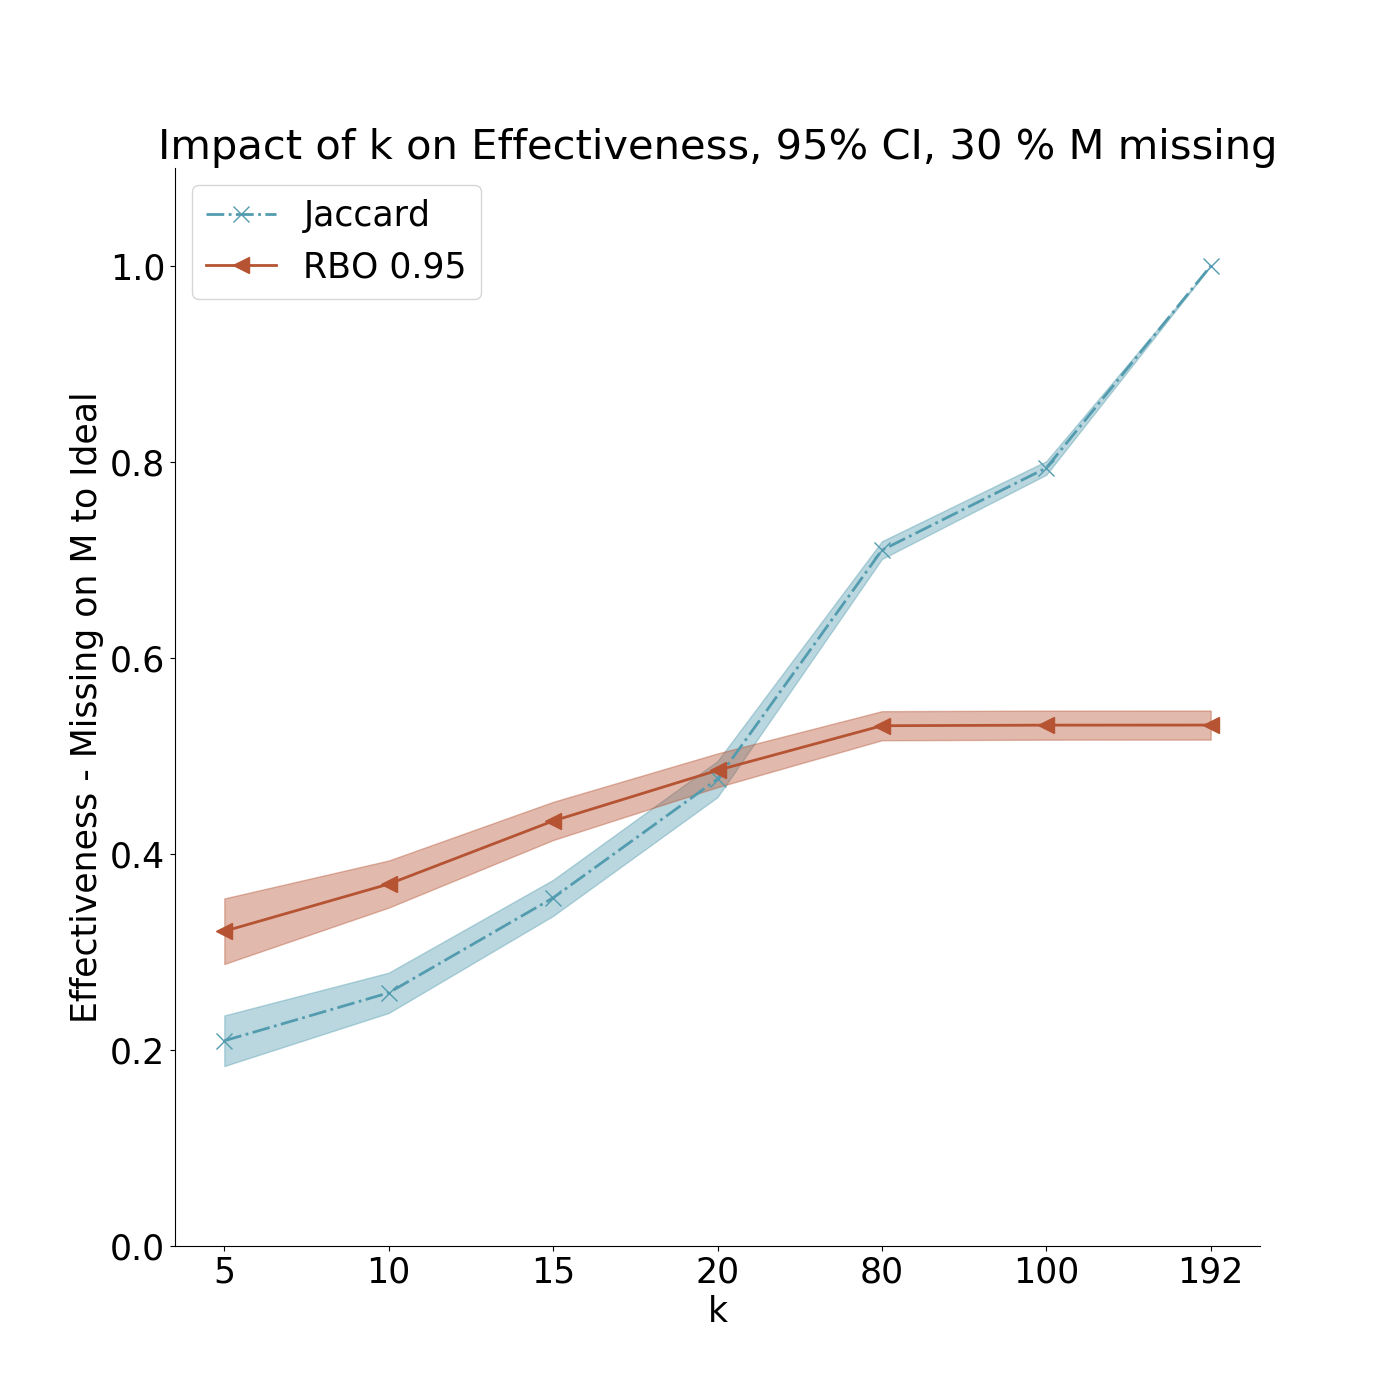 Impact of k on Effectiveness, 95% CI, 30 % M missing
Jaccard
RBO 0.95
Effectiveness - Missing on M to Ideal
1.0
0.8
0.6
0.4
0.2
0.0
5 10 15 20 80 100 192
k